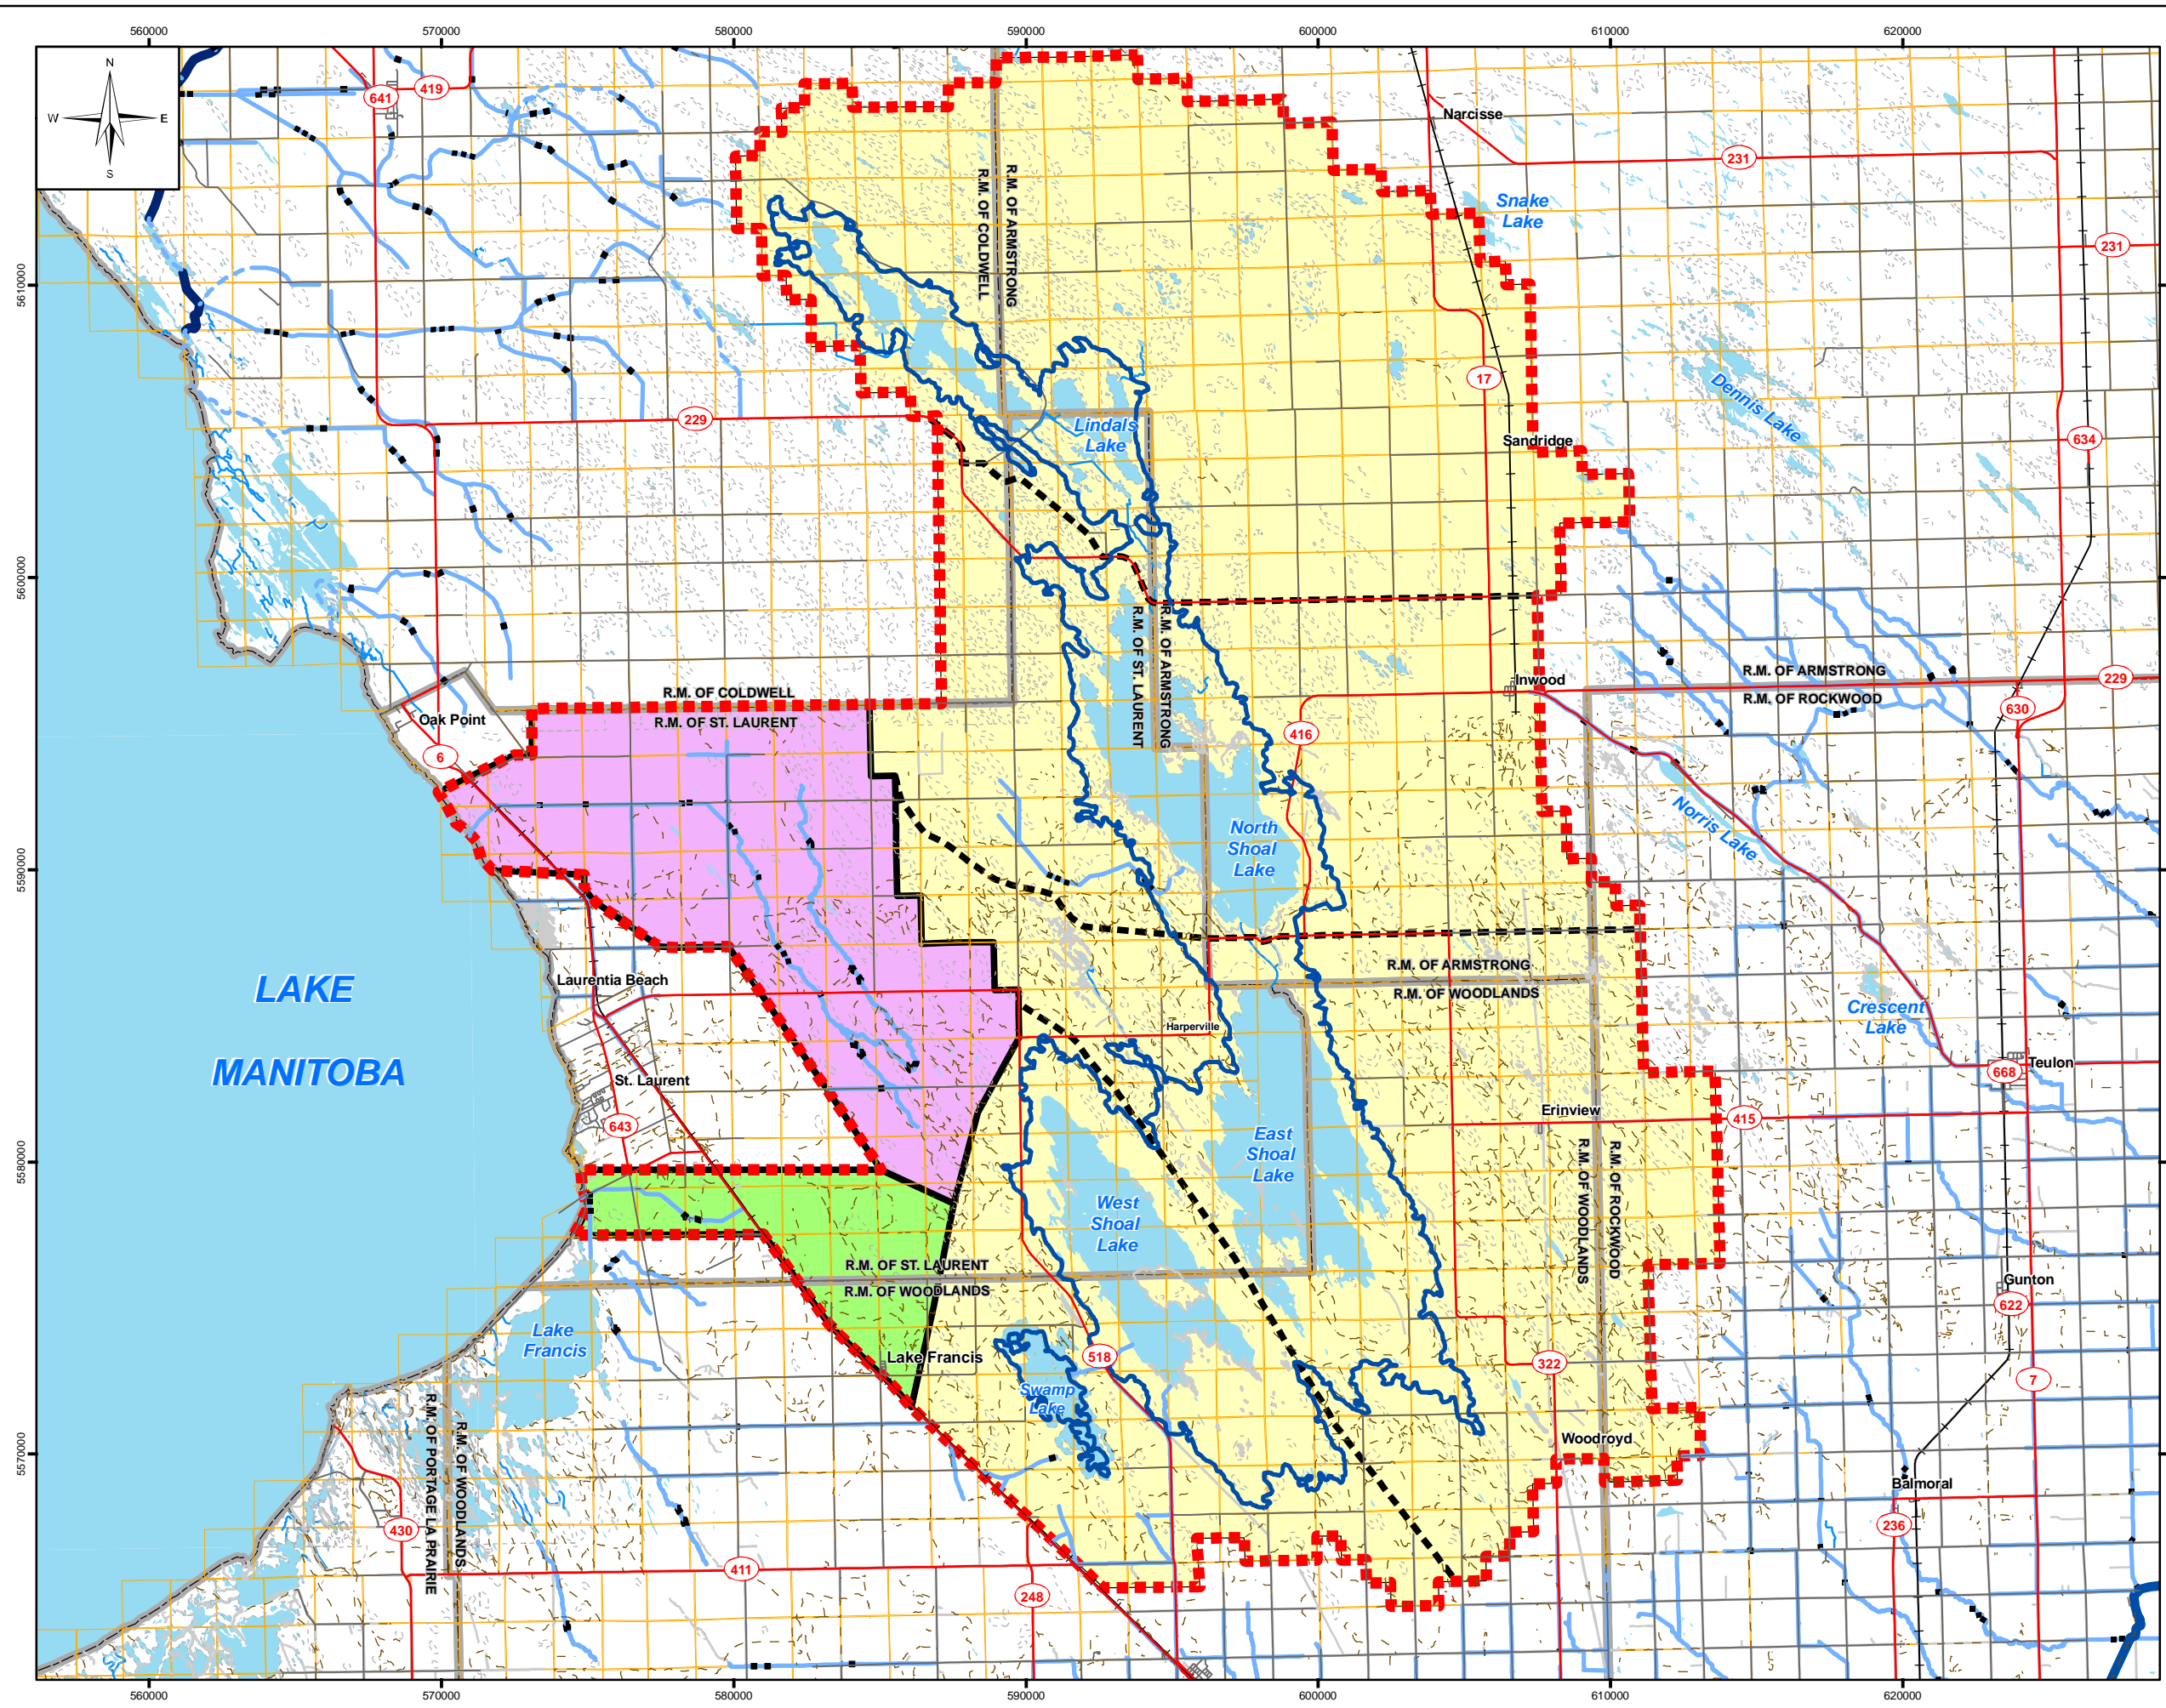 560000 570000 580000 590000 600000 610000 620000
N
W E
S
641
419
Narcisse
231
R.M. OF COLDWELL
R.M. OF ARMSTRONG
Snake
Lake
231
5610000
17
Dennis Lake
229
Lindals
Lake
Sandridge
634
5600000
R.M. OF ST. LAURENT
R.M. OF ARMSTRONG
R.M. OF COLDWELL
R.M. OF ST. LAURENT
Inwood
R.M. OF ARMSTRONG
R.M. OF ROCKWOOD
229
630
Oak Point
6
416
Norris Lake
North
Shoal
Lake
5590000
R.M. OF ARMSTRONG
R.M. OF WOODLANDS
Laurentia Beach
LAKE
MANITOBA
Harperville
Crescent
Lake
Teulon
668
St. Laurent
643
Erinview
415
5580000
East
Shoal
Lake
West
Shoal
Lake
R.M. OF WOODLANDS
R.M. OF ROCKWOOD
R.M. OF ST. LAURENT
R.M. OF WOODLANDS
Gunton
622
Lake
Francis
Lake Francis
518
322
7
Swamp
Lake
R.M. OF PORTAGE LA PRAIRIE
R.M. OF WOODLANDS
Woodroyd
5570000
Balmoral
236
430
411
248
560000 570000 580000 590000 600000 610000 620000